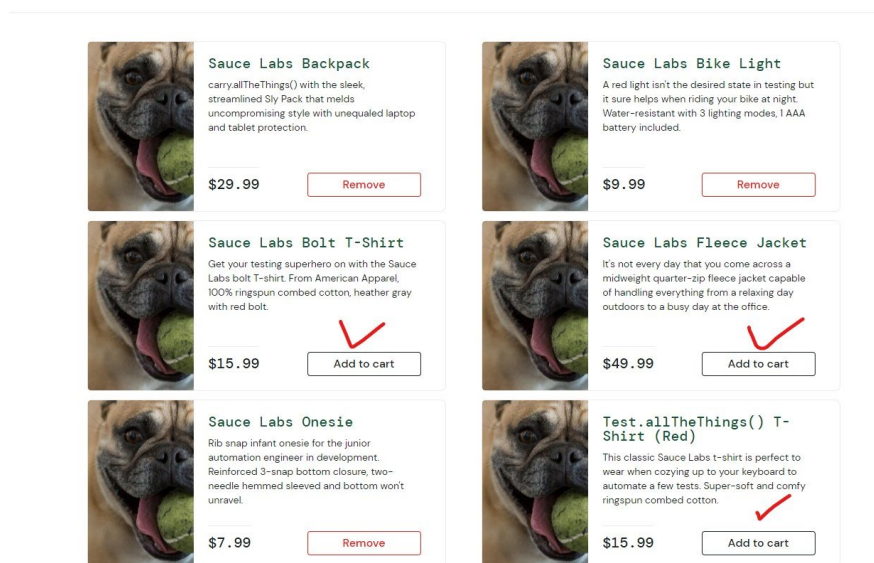 Sauce Labs Backpack
carry.allTheThings() with the sleek,
streamlined Sly Pack that melds
uncompromising style with unequaled laptop
and tablet protection.
$29.99
Remove
Sauce Labs Bike Light
A red light isn't the desired state in testing but
it sure helps when riding your bike at night.
Water-resistant with 3 lighting modes, 1 AAA
battery included.
$9.99
Remove
Sauce Labs Bolt T-Shirt
Get your testing superhero on with the Sauce
Labs bolt T-shirt. From American Apparel,
100% ringspun combed cotton, heather gray
with red bolt.
$15.99
Add to cart
Sauce Labs Fleece Jacket
It's not every day that you come across a
midweight quarter-zip fleece jacket capable
of handling everything from a relaxing day
outdoors to a busy day at the office.
$49.99
Add to cart
Sauce Labs Onesie
Rib snap infant onesie for the junior
automation engineer in development.
Reinforced 3-snap bottom closure, two-
needle hemmed sleeved and bottom won't
unravel.
$7.99
Remove
Test.allTheThings() T-
Shirt (Red)
This classic Sauce Labs t-shirt is perfect to
wear when cozying up to your keyboard to
automate a few tests. Super-soft and comfy
ringspun combed cotton.
$15.99
Add to cart